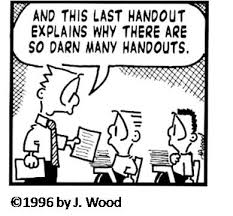 AND THIS LAST HANDOUT
EXPLAINS WHY THERE ARE
SO DARN MANY HANDOUTS.
©1996 by J. Wood